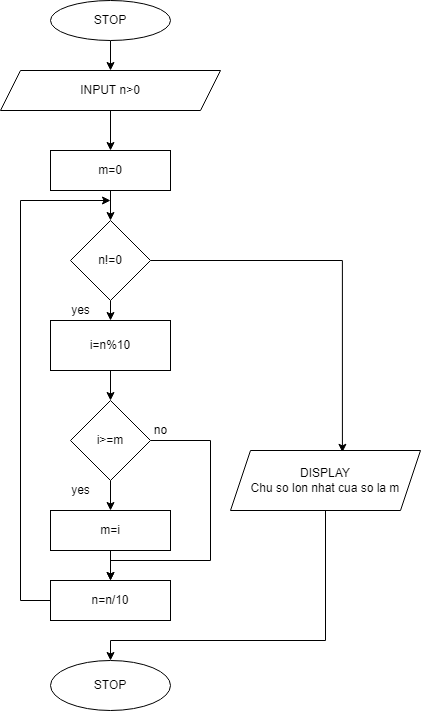 STOP
INPUT n>0
m=0
n!=0
yes
i=n%10
i>=m
no
yes
m=i
DISPLAY
Chu so lon nhat cua so la m
n=n/10
STOP